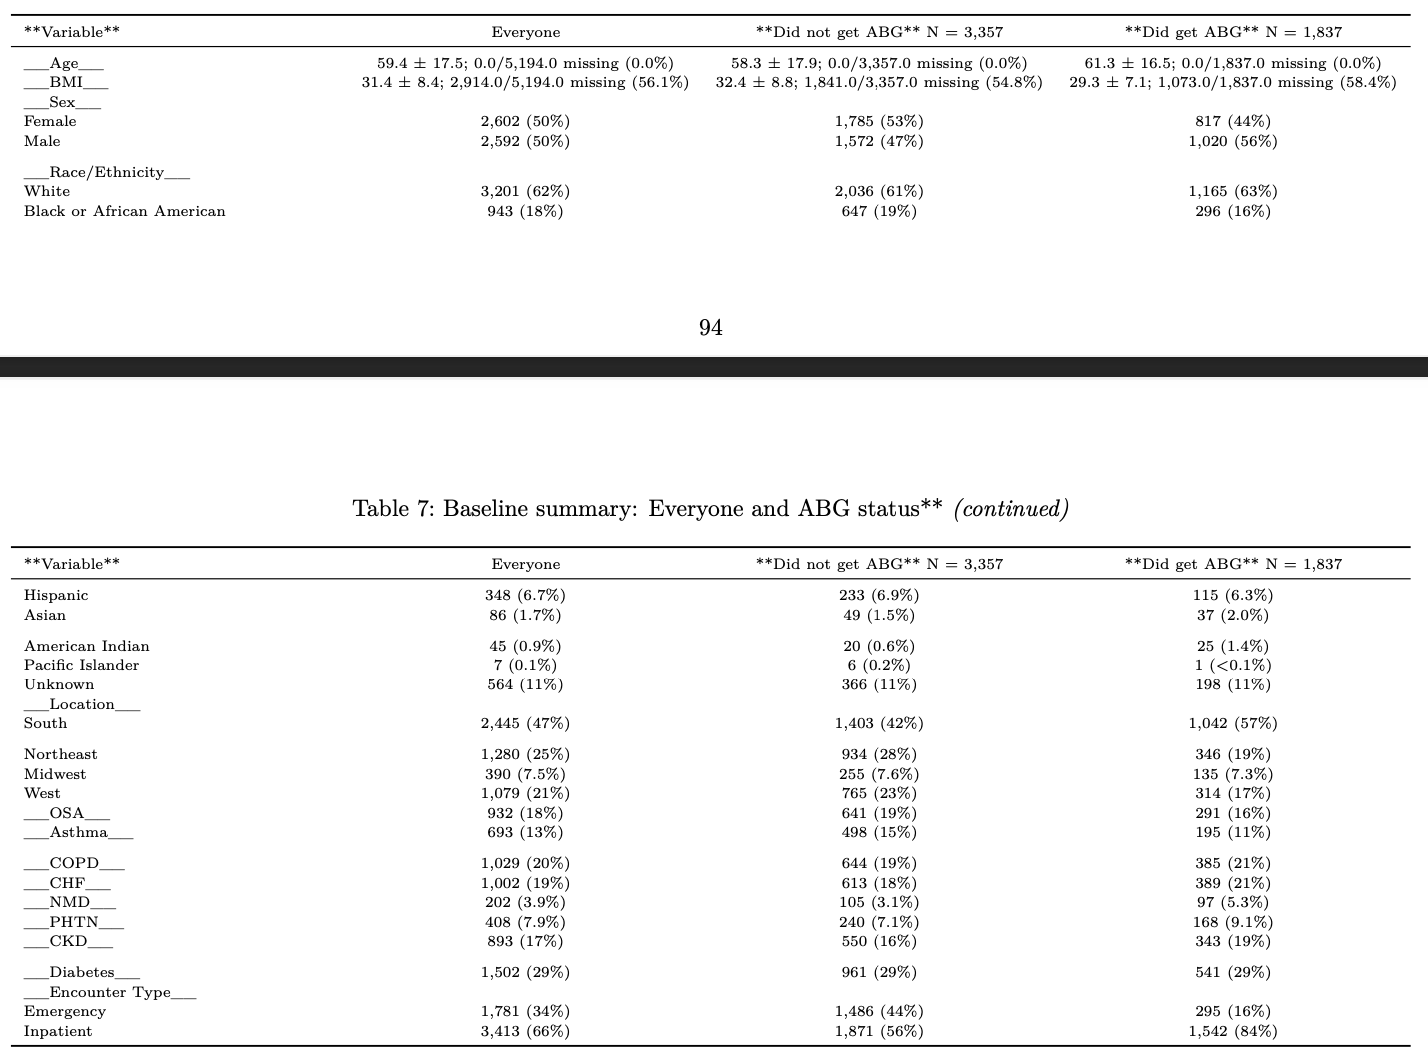 **Variable** Everyone **Did not get ABG** N = 3,357 **Did get ABG** N = 1,837
___Age___ 59.4 ± 17.5; 0.0/5,194.0 missing (0.0%) 58.3 ± 17.9; 0.0/3,357.0 missing (0.0%) 61.3 ± 16.5; 0.0/1,837.0 missing (0.0%)
___BMI___ 31.4 ± 8.4; 2,914.0/5,194.0 missing (56.1%) 32.4 ± 8.8; 1,841.0/3,357.0 missing (54.8%) 29.3 ± 7.1; 1,073.0/1,837.0 missing (58.4%)
___Sex___
Female 2,602 (50%) 1,785 (53%) 817 (44%)
Male 2,592 (50%) 1,572 (47%) 1,020 (56%)
___Race/Ethnicity___
White 3,201 (62%) 2,036 (61%) 1,165 (63%)
Black or African American 943 (18%) 647 (19%) 296 (16%)
94
Table 7: Baseline summary: Everyone and ABG status** (continued)
**Variable** Everyone **Did not get ABG** N = 3,357 **Did get ABG** N = 1,837
Hispanic 348 (6.7%) 233 (6.9%) 115 (6.3%)
Asian 86 (1.7%) 49 (1.5%) 37 (2.0%)
American Indian 45 (0.9%) 20 (0.6%) 25 (1.4%)
Pacific Islander 7 (0.1%) 6 (0.2%) 1 (<0.1%)
Unknown 564 (11%) 366 (11%) 198 (11%)
___Location___
South 2,445 (47%) 1,403 (42%) 1,042 (57%)
Northeast 1,280 (25%) 934 (28%) 346 (19%)
Midwest 390 (7.5%) 255 (7.6%) 135 (7.3%)
West 1,079 (21%) 765 (23%) 314 (17%)
___OSA___ 932 (18%) 641 (19%) 291 (16%)
___Asthma___ 693 (13%) 498 (15%) 195 (11%)
___COPD___ 1,029 (20%) 644 (19%) 385 (21%)
___CHF___ 1,002 (19%) 613 (18%) 389 (21%)
___NMD___ 202 (3.9%) 105 (3.1%) 97 (5.3%)
___PHTN___ 408 (7.9%) 240 (7.1%) 168 (9.1%)
___CKD___ 893 (17%) 550 (16%) 343 (19%)
___Diabetes___ 1,502 (29%) 961 (29%) 541 (29%)
___Encounter Type___
Emergency 1,781 (34%) 1,486 (44%) 295 (16%)
Inpatient 3,413 (66%) 1,871 (56%) 1,542 (84%)